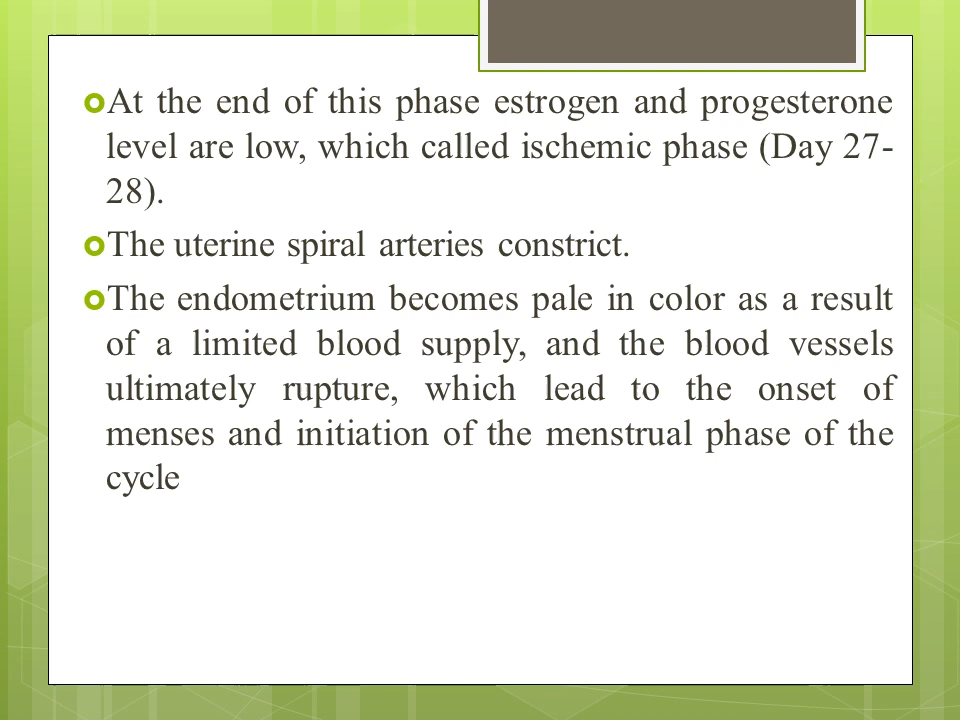 At the end of this phase estrogen and progesterone
level are low, which called ischemic phase (Day 27-
28).
The uterine spiral arteries constrict.
The endometrium becomes pale in color as a result
of a limited blood supply, and the blood vessels
ultimately rupture, which lead to the onset of
menses and initiation of the menstrual phase of the
cycle